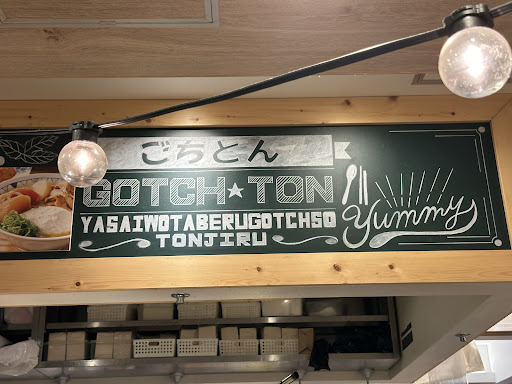 ごちとん
GOTCH★TON
YASAIWOTABERUGOTCHSO
TONJIRU
Yummy